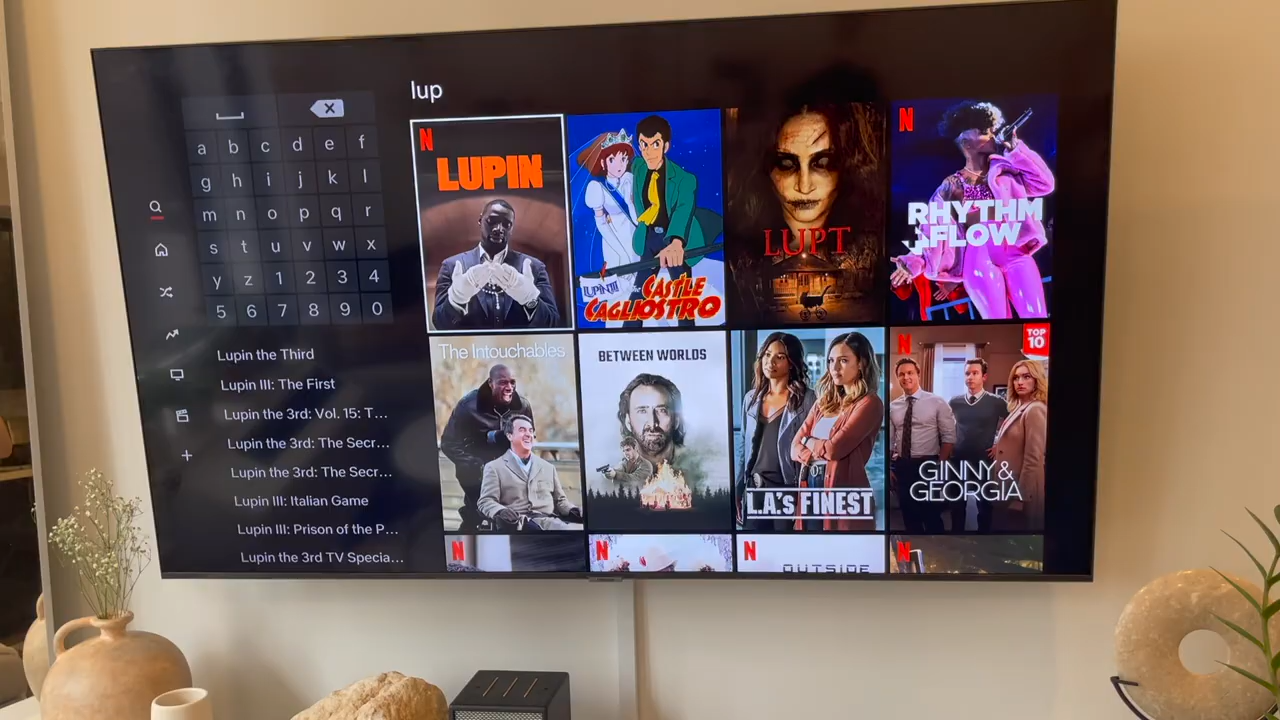 lup
a b c d e f
g h i j k l
m n o p q r
s t u v w x
y z 1 2 3 4
5 6 7 8 9 0
Lupin the Third
Lupin III: The First
Lupin the 3rd: Vol. 15: T...
Lupin the 3rd: The Secr...
Lupin the 3rd: The Secr...
Lupin III: Italian Game
Lupin III: Prison of the P...
Lupin the 3rd TV Specia...
N
LUPIN
LUPIN III
CASTLE
CAGLIOSTRO
LUPT
N
RHYTHM
+FLOW
The Intouchables
BETWEEN WORLDS
L.A.'s FINEST
N
TOP
10
GINNY &
GEORGIA
N
N
N
OUTSIDE
N